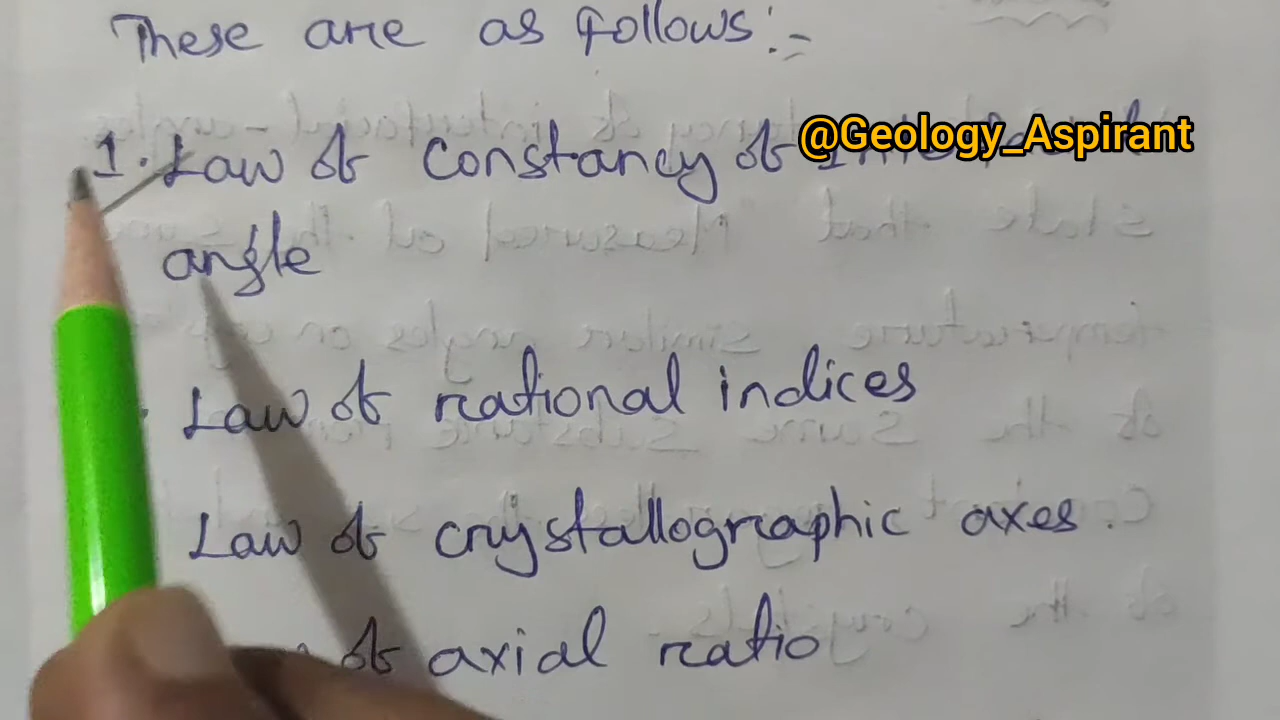 These are as follows:-
@Geology_Aspirant
1. Law of constancy of
angle
Law of rational indices
Law of crystallographic axes.
of axial ratio